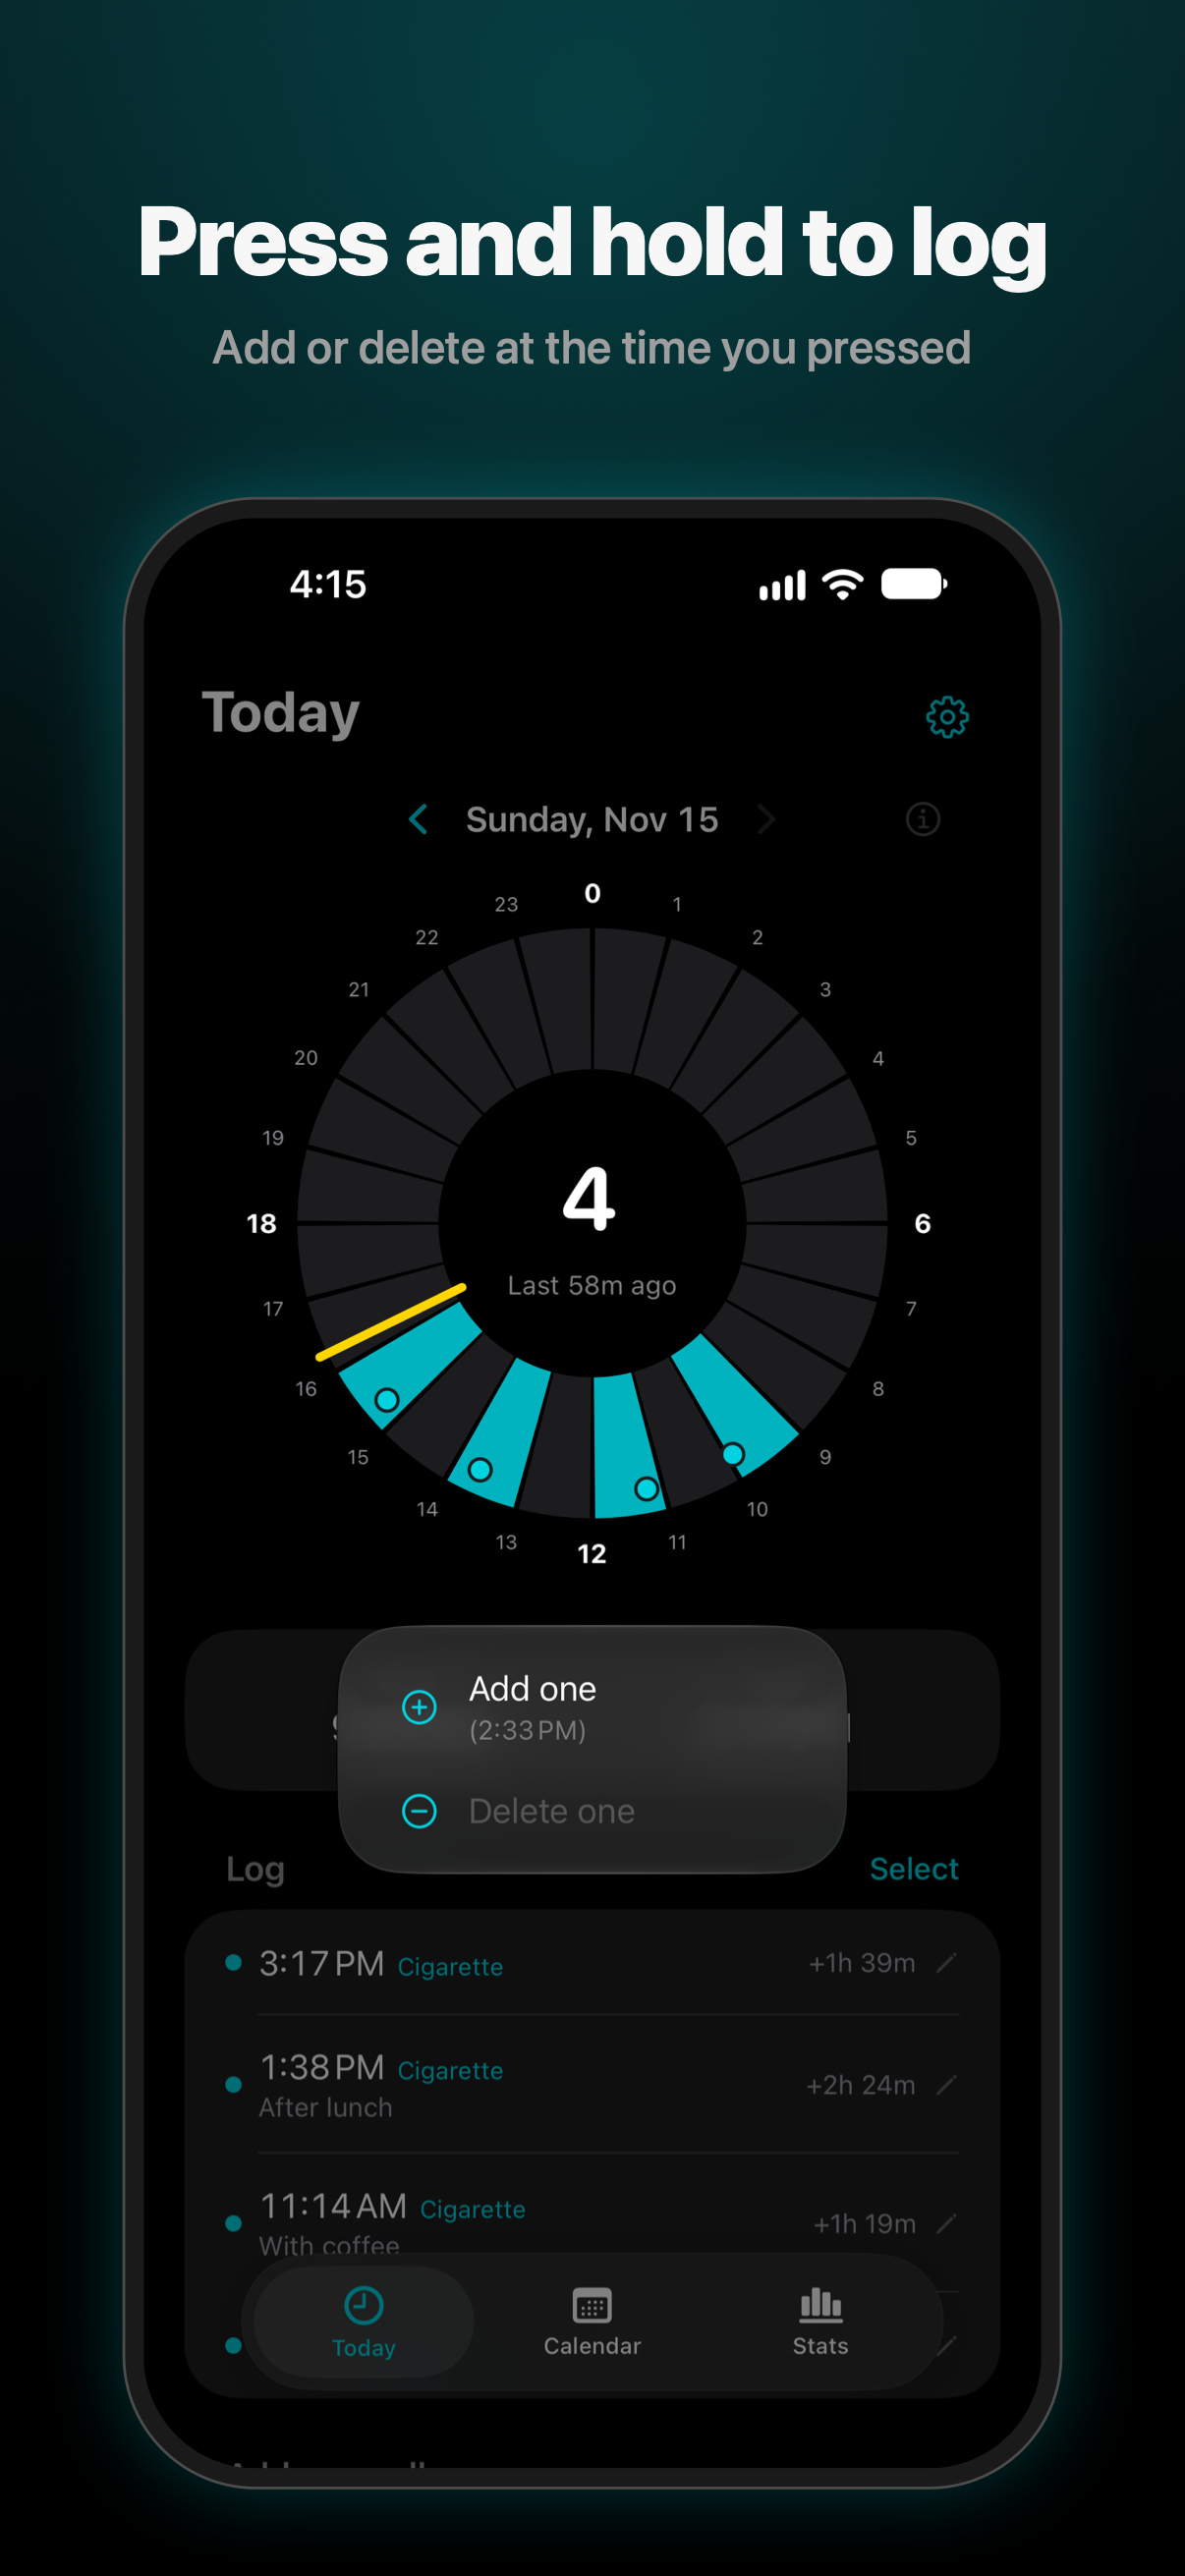 Press and hold to log
Add or delete at the time you pressed
4:15
Today
Sunday, Nov 15
0
23
1
22
2
21
3
20
4
19
5
18
6
17
7
16
8
15
9
14
10
13
11
12
4
Last 58m ago
Add one
(2:33 PM)
Delete one
Log
Select
3:17 PM Cigarette
+1h 39m
1:38 PM Cigarette
After lunch
+2h 24m
11:14 AM Cigarette
With coffee
+1h 19m
Today
Calendar
Stats